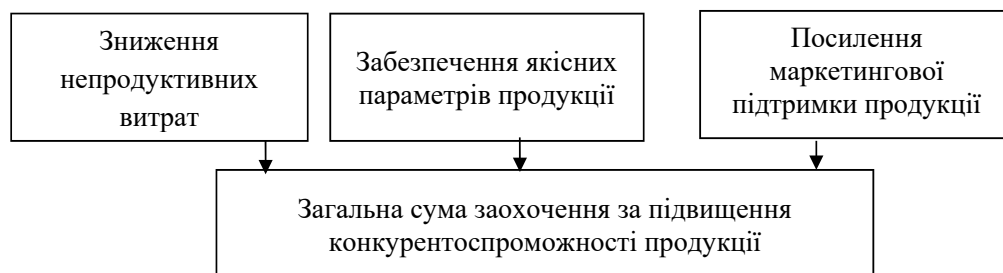 Зниження
непродуктивних
витрат
Забезпечення якісних
параметрів продукції
Посилення
маркетингової
підтримки продукції
Загальна сума заохочення за підвищення
конкурентоспроможності продукції